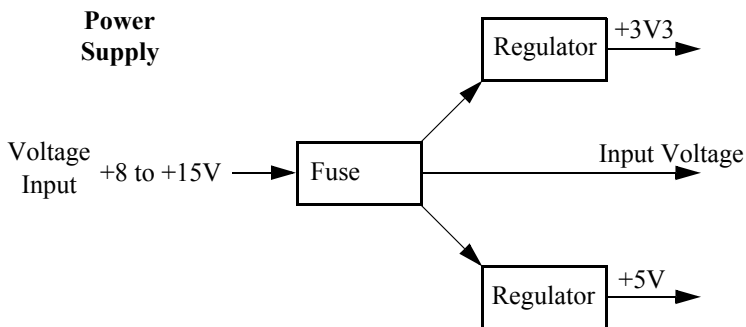 Power
Supply
+3V3
Regulator
Voltage
Input
+8 to +15V
Fuse
Input Voltage
+5V
Regulator